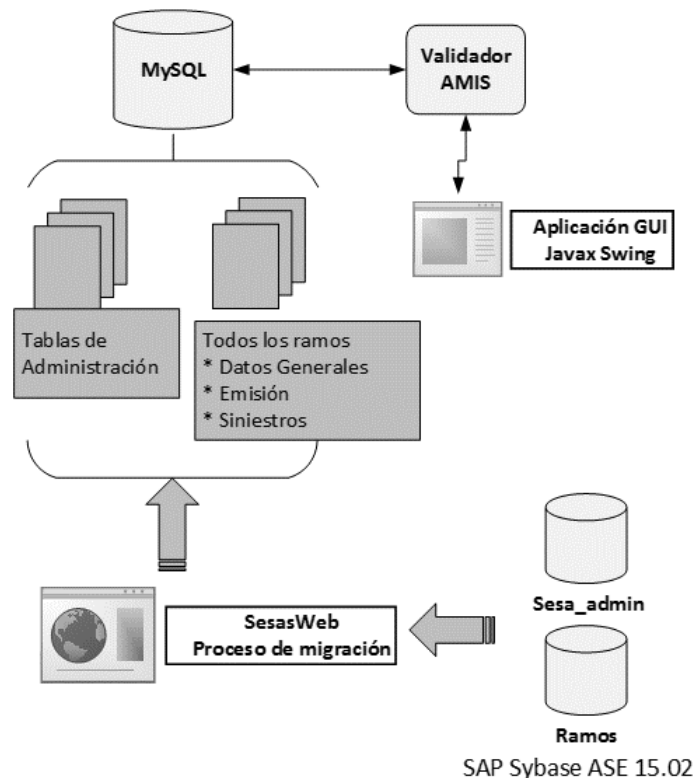 MySQL
Validador
AMIS
Aplicación GUI
Javax Swing
Tablas de
Administración
Todos los ramos
* Datos Generales
* Emisión
* Siniestros
SesasWeb
Proceso de migración
Sesa_admin
Ramos
SAP Sybase ASE 15.02